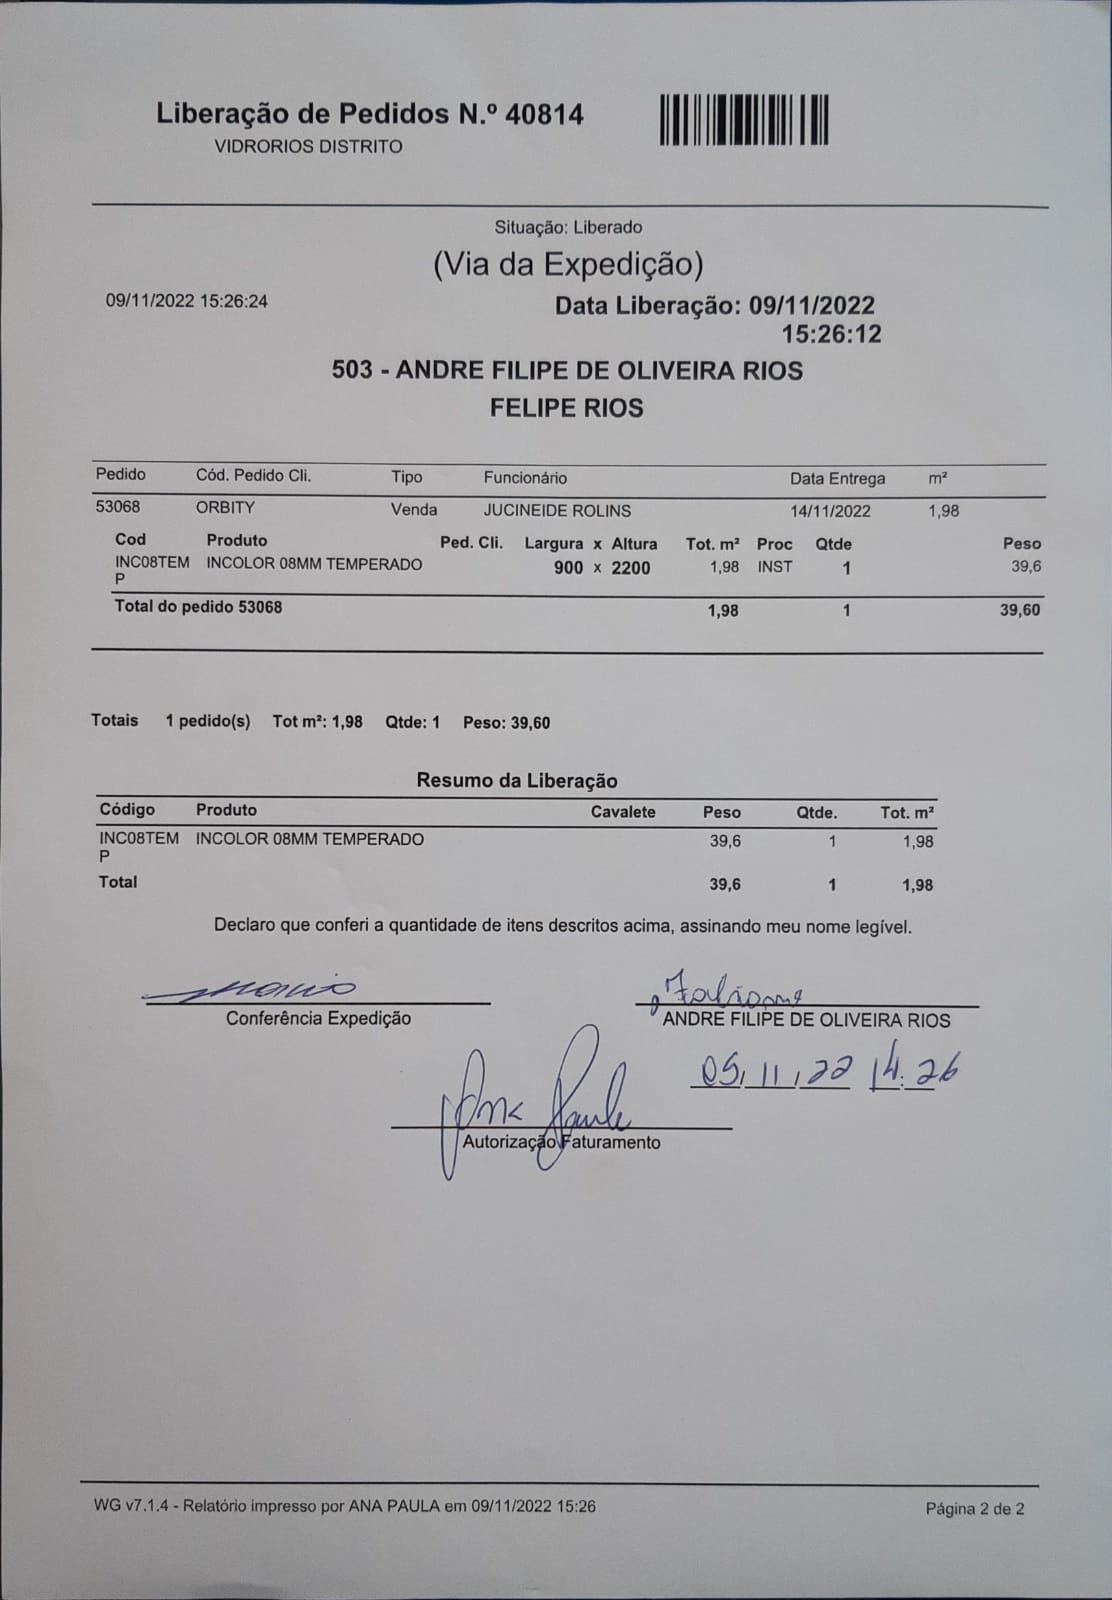 Liberação de Pedidos N.º 40814
VIDRORIOS DISTRITO
Situação: Liberado
(Via da Expedição)
09/11/2022 15:26:24
Data Liberação: 09/11/2022
15:26:12
503 - ANDRE FILIPE DE OLIVEIRA RIOS
FELIPE RIOS
Pedido Cód. Pedido Cli. Tipo Funcionário Data Entrega m²
53068 ORBITY Venda JUCINEIDE ROLINS 14/11/2022 1,98
Cod Produto Ped. Cli. Largura x Altura Tot. m² Proc Qtde Peso
INC08TEM INCOLOR 08MM TEMPERADO 900 x 2200 1,98 INST 1 39,6
P
Total do pedido 53068 1,98 1 39,60
Totais 1 pedido(s) Tot m²: 1,98 Qtde: 1 Peso: 39,60
Resumo da Liberação
Código Produto Cavalete Peso Qtde. Tot. m²
INC08TEM INCOLOR 08MM TEMPERADO 39,6 1 1,98
P
Total 39,6 1 1,98
Declaro que conferi a quantidade de itens descritos acima, assinando meu nome legível.
Fabiane
Conferência Expedição ANDRE FILIPE DE OLIVEIRA RIOS
09, 11, 22 14:26
Ana Paula
Autorização Faturamento
WG v7.1.4 - Relatório impresso por ANA PAULA em 09/11/2022 15:26 Página 2 de 2